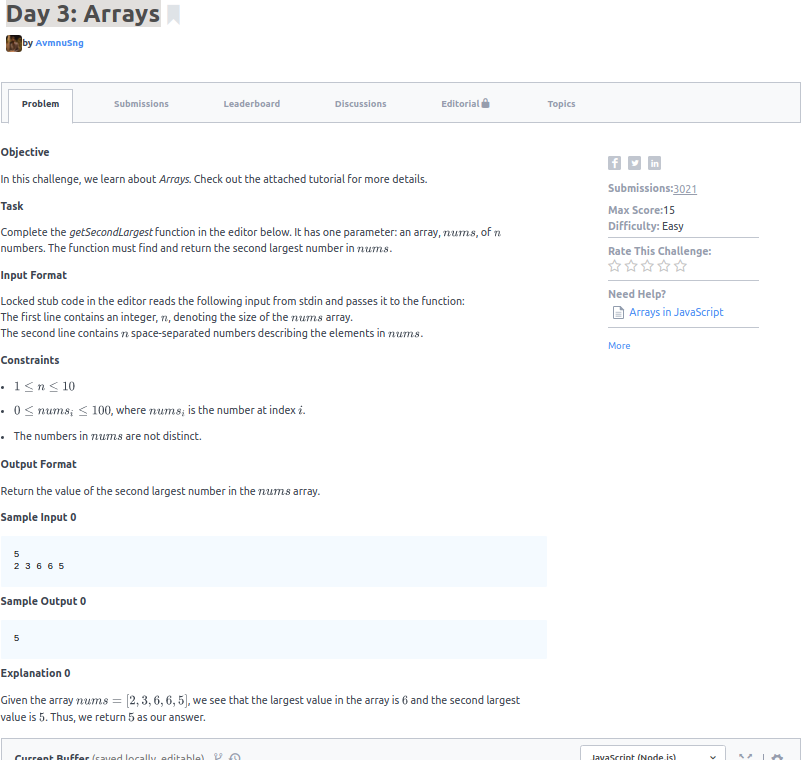 Day 3: Arrays
by AvmnuSng
Problem Submissions Leaderboard Discussions Editorial Topics
Objective
In this challenge, we learn about Arrays. Check out the attached tutorial for more details.
Task
Complete the getSecondLargest function in the editor below. It has one parameter: an array, nums, of n
numbers. The function must find and return the second largest number in nums.
Input Format
Locked stub code in the editor reads the following input from stdin and passes it to the function:
The first line contains an integer, n, denoting the size of the nums array.
The second line contains n space-separated numbers describing the elements in nums.
Constraints
• 1 ≤ n ≤ 10
• 0 ≤ numsᵢ ≤ 100, where numsᵢ is the number at index i.
• The numbers in nums are not distinct.
Output Format
Return the value of the second largest number in the nums array.
Sample Input 0
5
2 3 6 6 5
Sample Output 0
5
Explanation 0
Given the array nums = [2, 3, 6, 6, 5], we see that the largest value in the array is 6 and the second largest
value is 5. Thus, we return 5 as our answer.
Submissions:3021
Max Score:15
Difficulty: Easy
Rate This Challenge:
Need Help?
Arrays in JavaScript
More
Current Buffer (saved locally, editable)
JavaScript (Node.js)